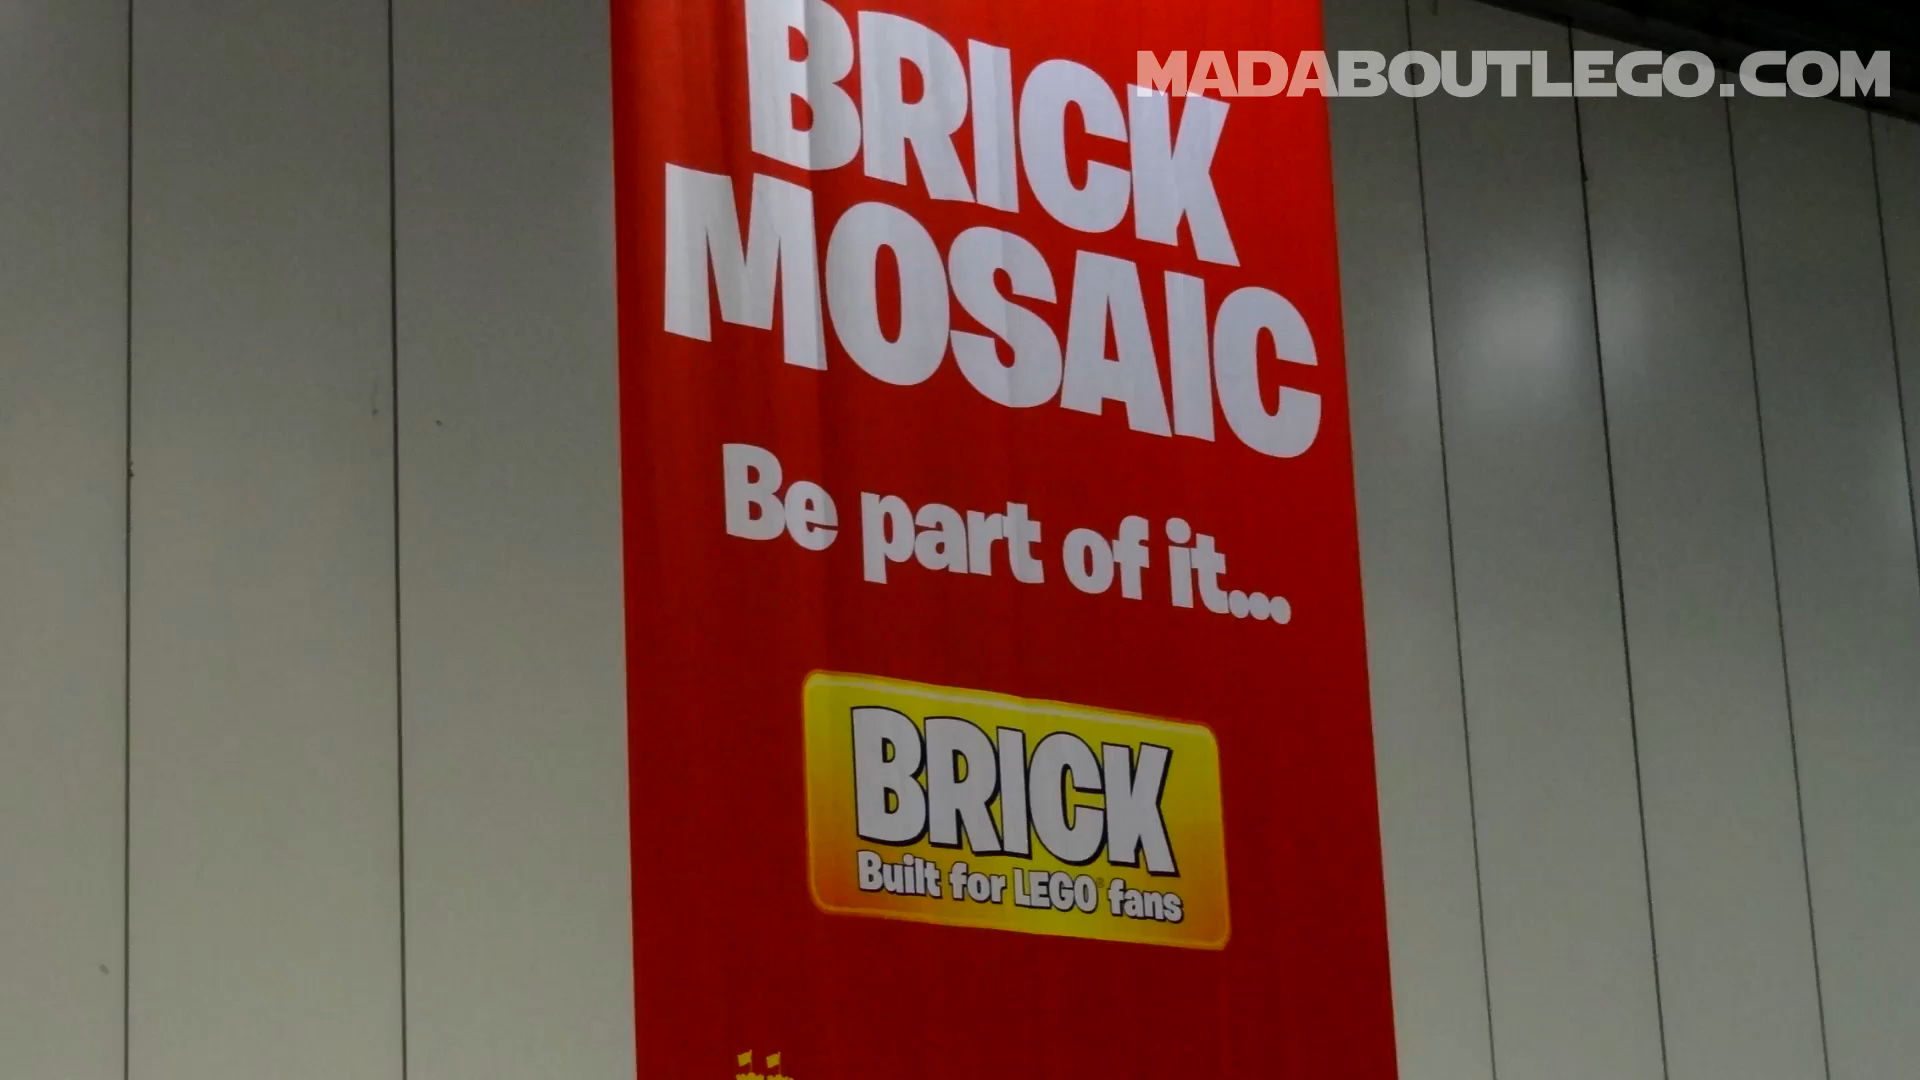 MADABOUTLEGO.COM
BRICK
MOSAIC
Be part of it...
BRICK
Built for LEGO® fans